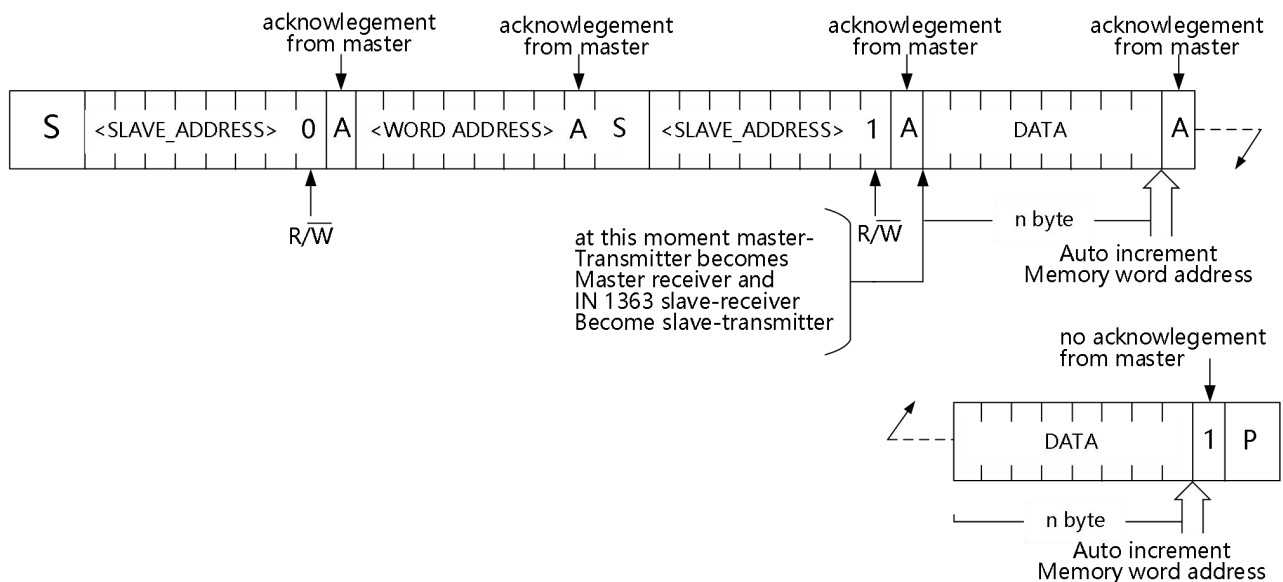 acknowlegement
from master
acknowlegement
from master
acknowlegement
from master
acknowlegement
from master
S <SLAVE_ADDRESS> 0 A <WORD ADDRESS> A S <SLAVE_ADDRESS> 1 A DATA A
R/W̅
R/W̅
at this moment master-
Transmitter becomes
Master receiver and
IN 1363 slave-receiver
Become slave-transmitter
n byte
Auto increment
Memory word address
no acknowlegement
from master
DATA 1 P
n byte
Auto increment
Memory word address